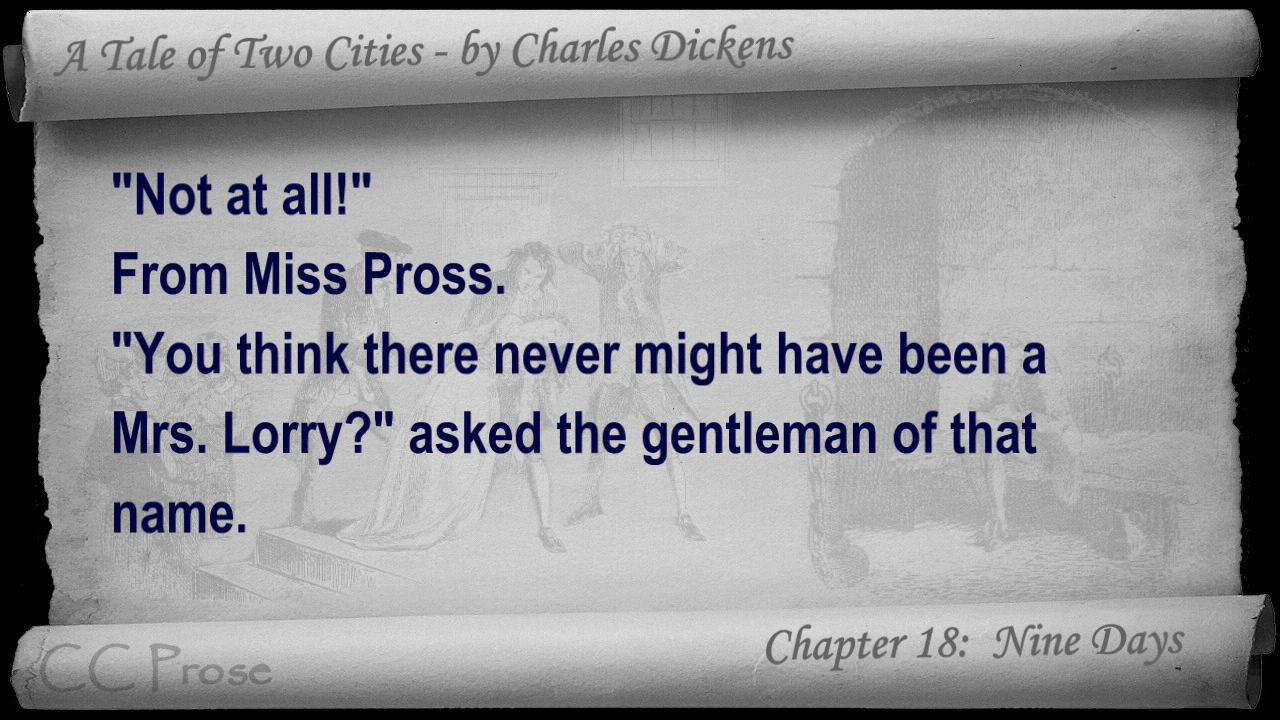 A Tale of Two Cities - by Charles Dickens
"Not at all!"
From Miss Pross.
"You think there never might have been a
Mrs. Lorry?" asked the gentleman of that
name.
Chapter 18: Nine Days
CC Prose